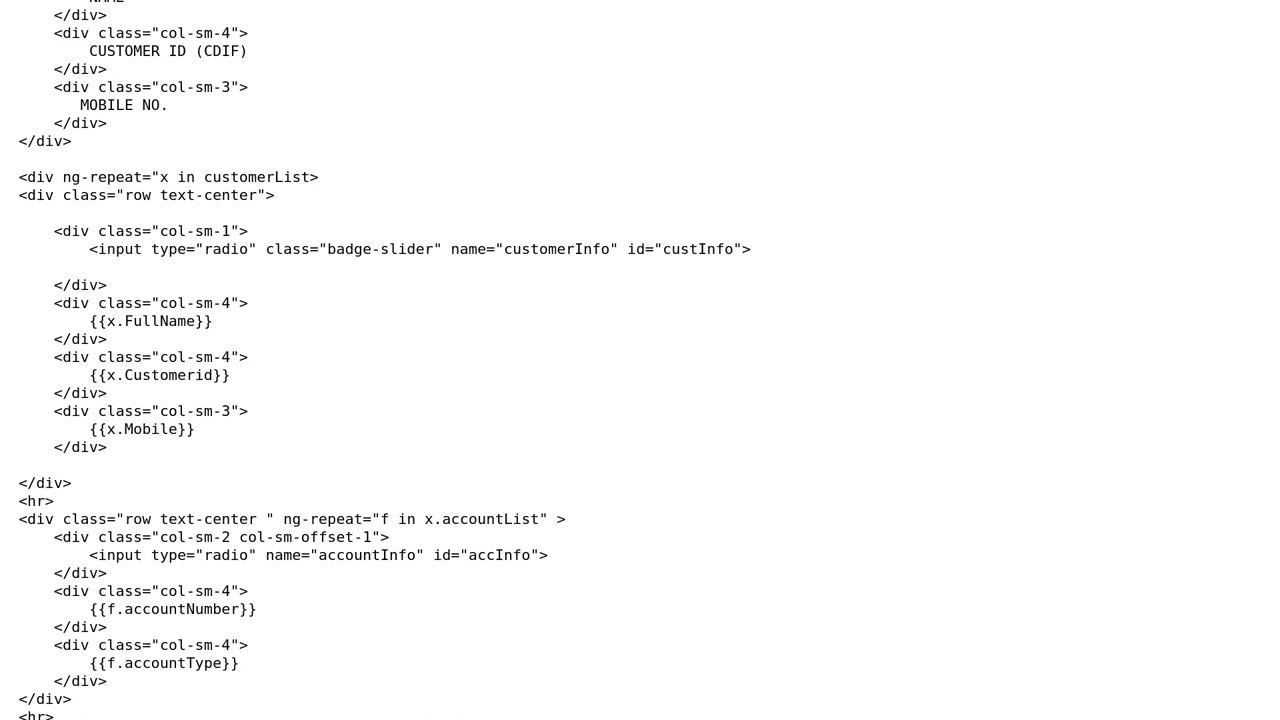 NAME
    </div>
    <div class="col-sm-4">
        CUSTOMER ID (CDIF)
    </div>
    <div class="col-sm-3">
       MOBILE NO.
    </div>
</div>

<div ng-repeat="x in customerList>
<div class="row text-center">

    <div class="col-sm-1">
        <input type="radio" class="badge-slider" name="customerInfo" id="custInfo">

    </div>
    <div class="col-sm-4">
        {{x.FullName}}
    </div>
    <div class="col-sm-4">
        {{x.Customerid}}
    </div>
    <div class="col-sm-3">
        {{x.Mobile}}
    </div>

</div>
<hr>
<div class="row text-center " ng-repeat="f in x.accountList" >
    <div class="col-sm-2 col-sm-offset-1">
        <input type="radio" name="accountInfo" id="accInfo">
    </div>
    <div class="col-sm-4">
        {{f.accountNumber}}
    </div>
    <div class="col-sm-4">
        {{f.accountType}}
    </div>
</div>
<hr>